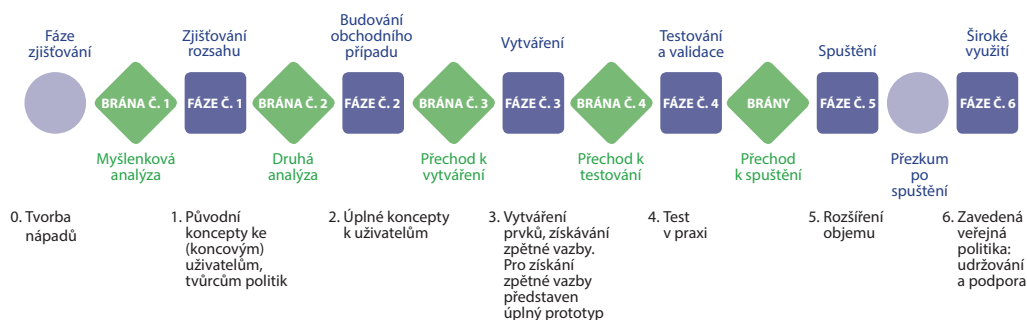 Fáze
zjišťování
Zjišťování
rozsahu
Budování
obchodního
případu
Vytváření
Testování
a validace
Spuštění
Široké
využití
BRÁNA Č. 1
FÁZE Č. 1
BRÁNA Č. 2
FÁZE Č. 2
BRÁNA Č. 3
FÁZE Č. 3
BRÁNA Č. 4
FÁZE Č. 4
BRÁNY
FÁZE Č. 5
FÁZE Č. 6
Myšlenková
analýza
Druhá
analýza
Přechod k
vytváření
Přechod k
testování
Přechod
k spuštění
Přezkum
po
spuštění
0. Tvorba
nápadů
1. Původní
koncepty ke
(koncovým)
uživatelům,
tvůrcům politik
2. Úplné koncepty
k uživatelům
3. Vytváření
prvků, získávání
zpětné vazby.
Pro získání
zpětné vazby
představen
úplný prototyp
4. Test
v praxi
5. Rozšíření
objemu
6. Zavedená
veřejná
politika:
udržování
a podpora